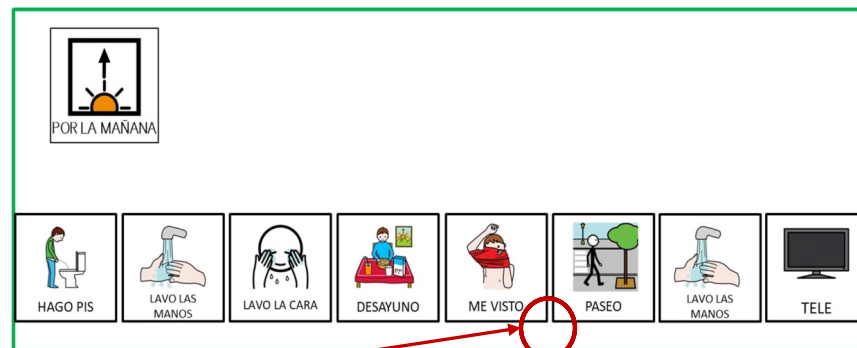 POR LA MAÑANA
HAGO PIS
LAVO LAS
MANOS
LAVO LA CARA
DESAYUNO
ME VISTO
PASEO
LAVO LAS
MANOS
TELE